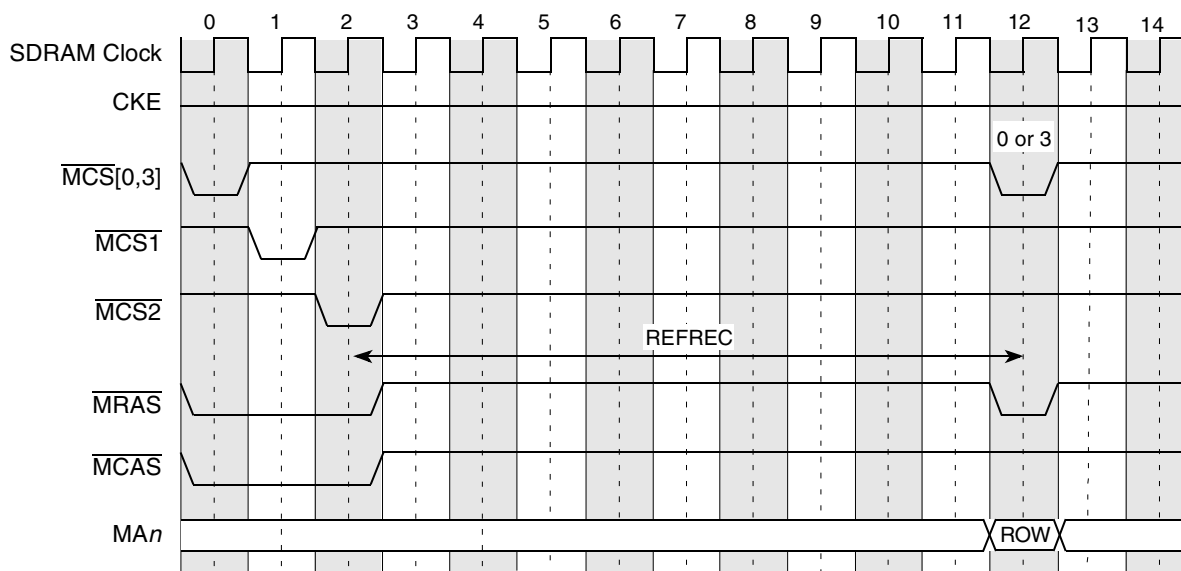 0 1 2 3 4 5 6 7 8 9 10 11 12 13 14
SDRAM Clock
CKE
0 or 3
MCS[0,3]
MCS1
MCS2
REFREC
MRAS
MCAS
MAn
ROW